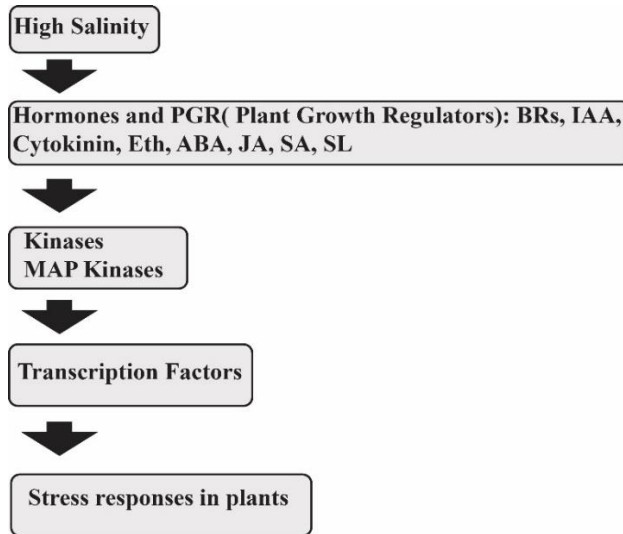 High Salinity
Hormones and PGR( Plant Growth Regulators): BRs, IAA,
Cytokinin, Eth, ABA, JA, SA, SL
Kinases
MAP Kinases
Transcription Factors
Stress responses in plants